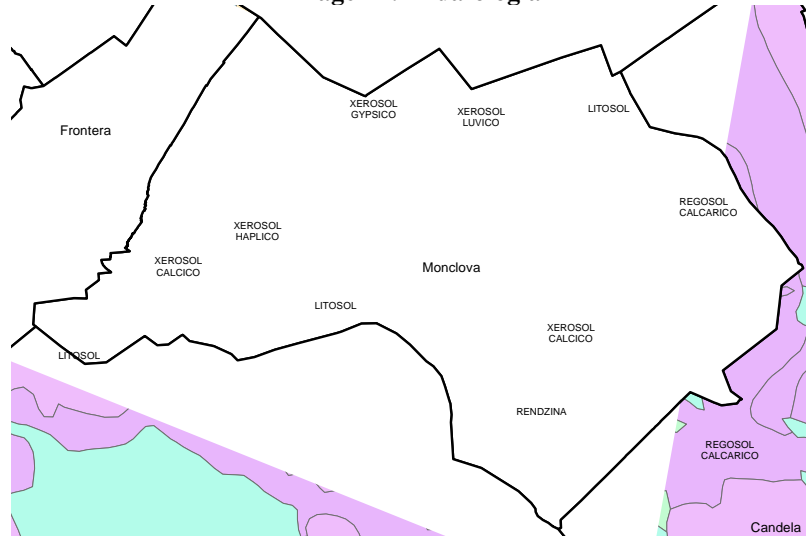 XEROSOL
GYPSICO
XEROSOL
LUVICO
LITOSOL
Frontera
REGOSOL
CALCARICO
XEROSOL
HAPLICO
XEROSOL
CALCICO
Monclova
LITOSOL
XEROSOL
CALCICO
LITOSOL
RENDZINA
REGOSOL
CALCARICO
Candela